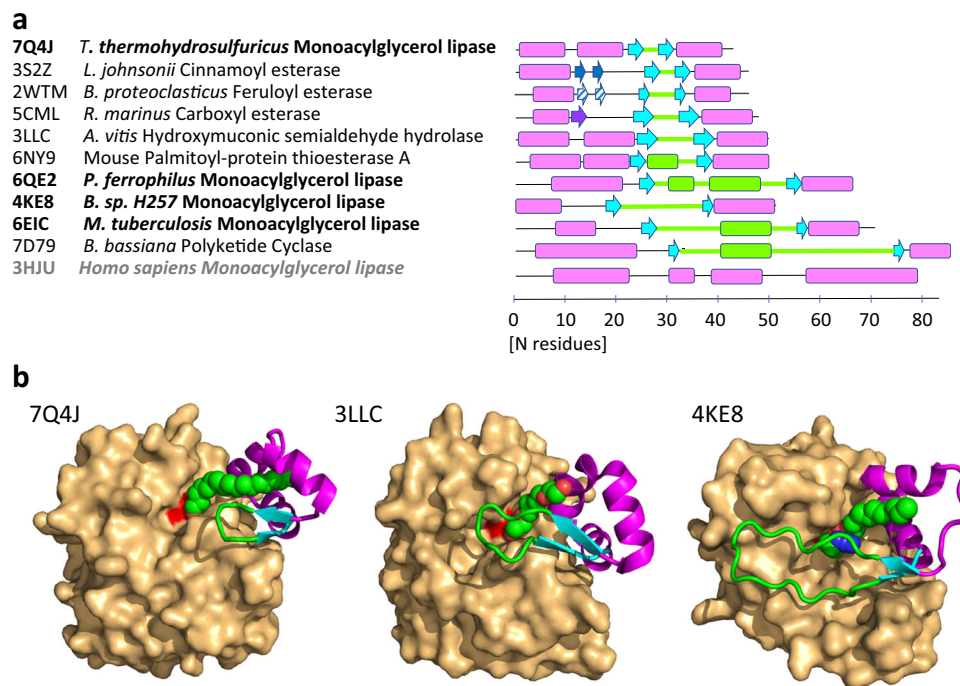 a
7Q4J T. thermohydrosulfuricus Monoacylglycerol lipase
3S2Z L. johnsonii Cinnamoyl esterase
2WTM B. proteoclasticus Feruloyl esterase
5CML R. marinus Carboxyl esterase
3LLC A. vitis Hydroxymuconic semialdehyde hydrolase
6NY9 Mouse Palmitoyl-protein thioesterase A
6QE2 P. ferrophilus Monoacylglycerol lipase
4KE8 B. sp. H257 Monoacylglycerol lipase
6EIC M. tuberculosis Monoacylglycerol lipase
7D79 B. bassiana Polyketide Cyclase
3HJU Homo sapiens Monoacylglycerol lipase
0 10 20 30 40 50 60 70 80
[N residues]
b
7Q4J 3LLC 4KE8